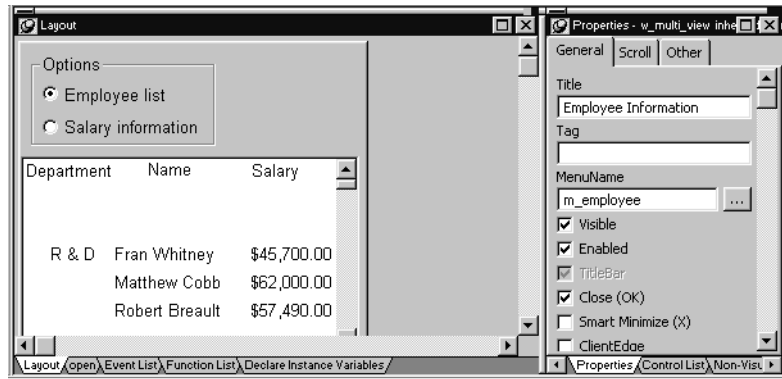 Layout
Options
Employee list
Salary information
Department Name Salary
R & D Fran Whitney $45,700.00
Matthew Cobb $62,000.00
Robert Breault $57,490.00
Layout open Event List Function List Declare Instance Variables
Properties - w_multi_view
General Scroll Other
Title
Employee Information
Tag
MenuName
m_employee ...
Visible
Enabled
TitleBar
Close (OK)
Smart Minimize (X)
ClientEdge
Properties Control List